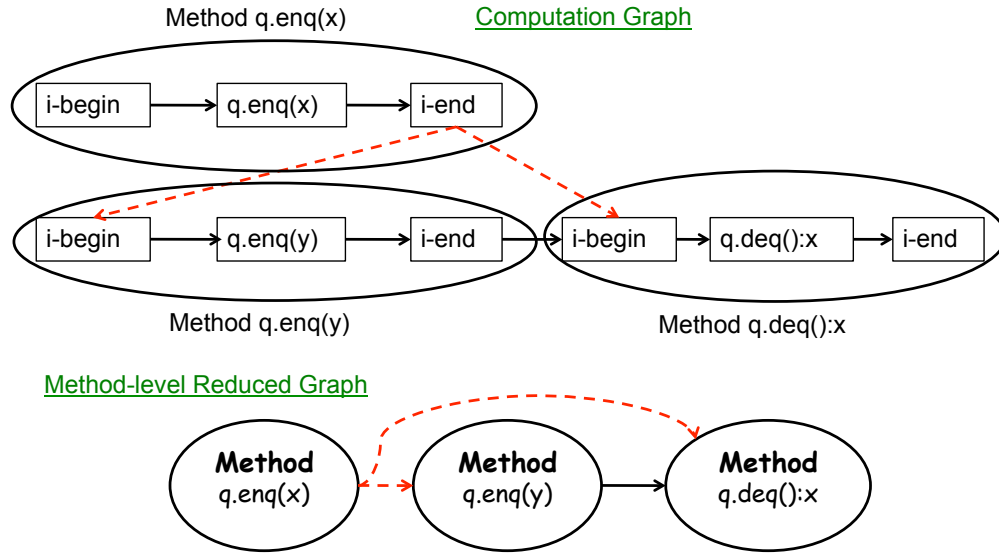 Method q.enq(x)
Computation Graph
i-begin
q.enq(x)
i-end
i-begin
q.enq(y)
i-end
i-begin
q.deq():x
i-end
Method q.enq(y)
Method q.deq():x
Method-level Reduced Graph
Method
q.enq(x)
Method
q.enq(y)
Method
q.deq():x